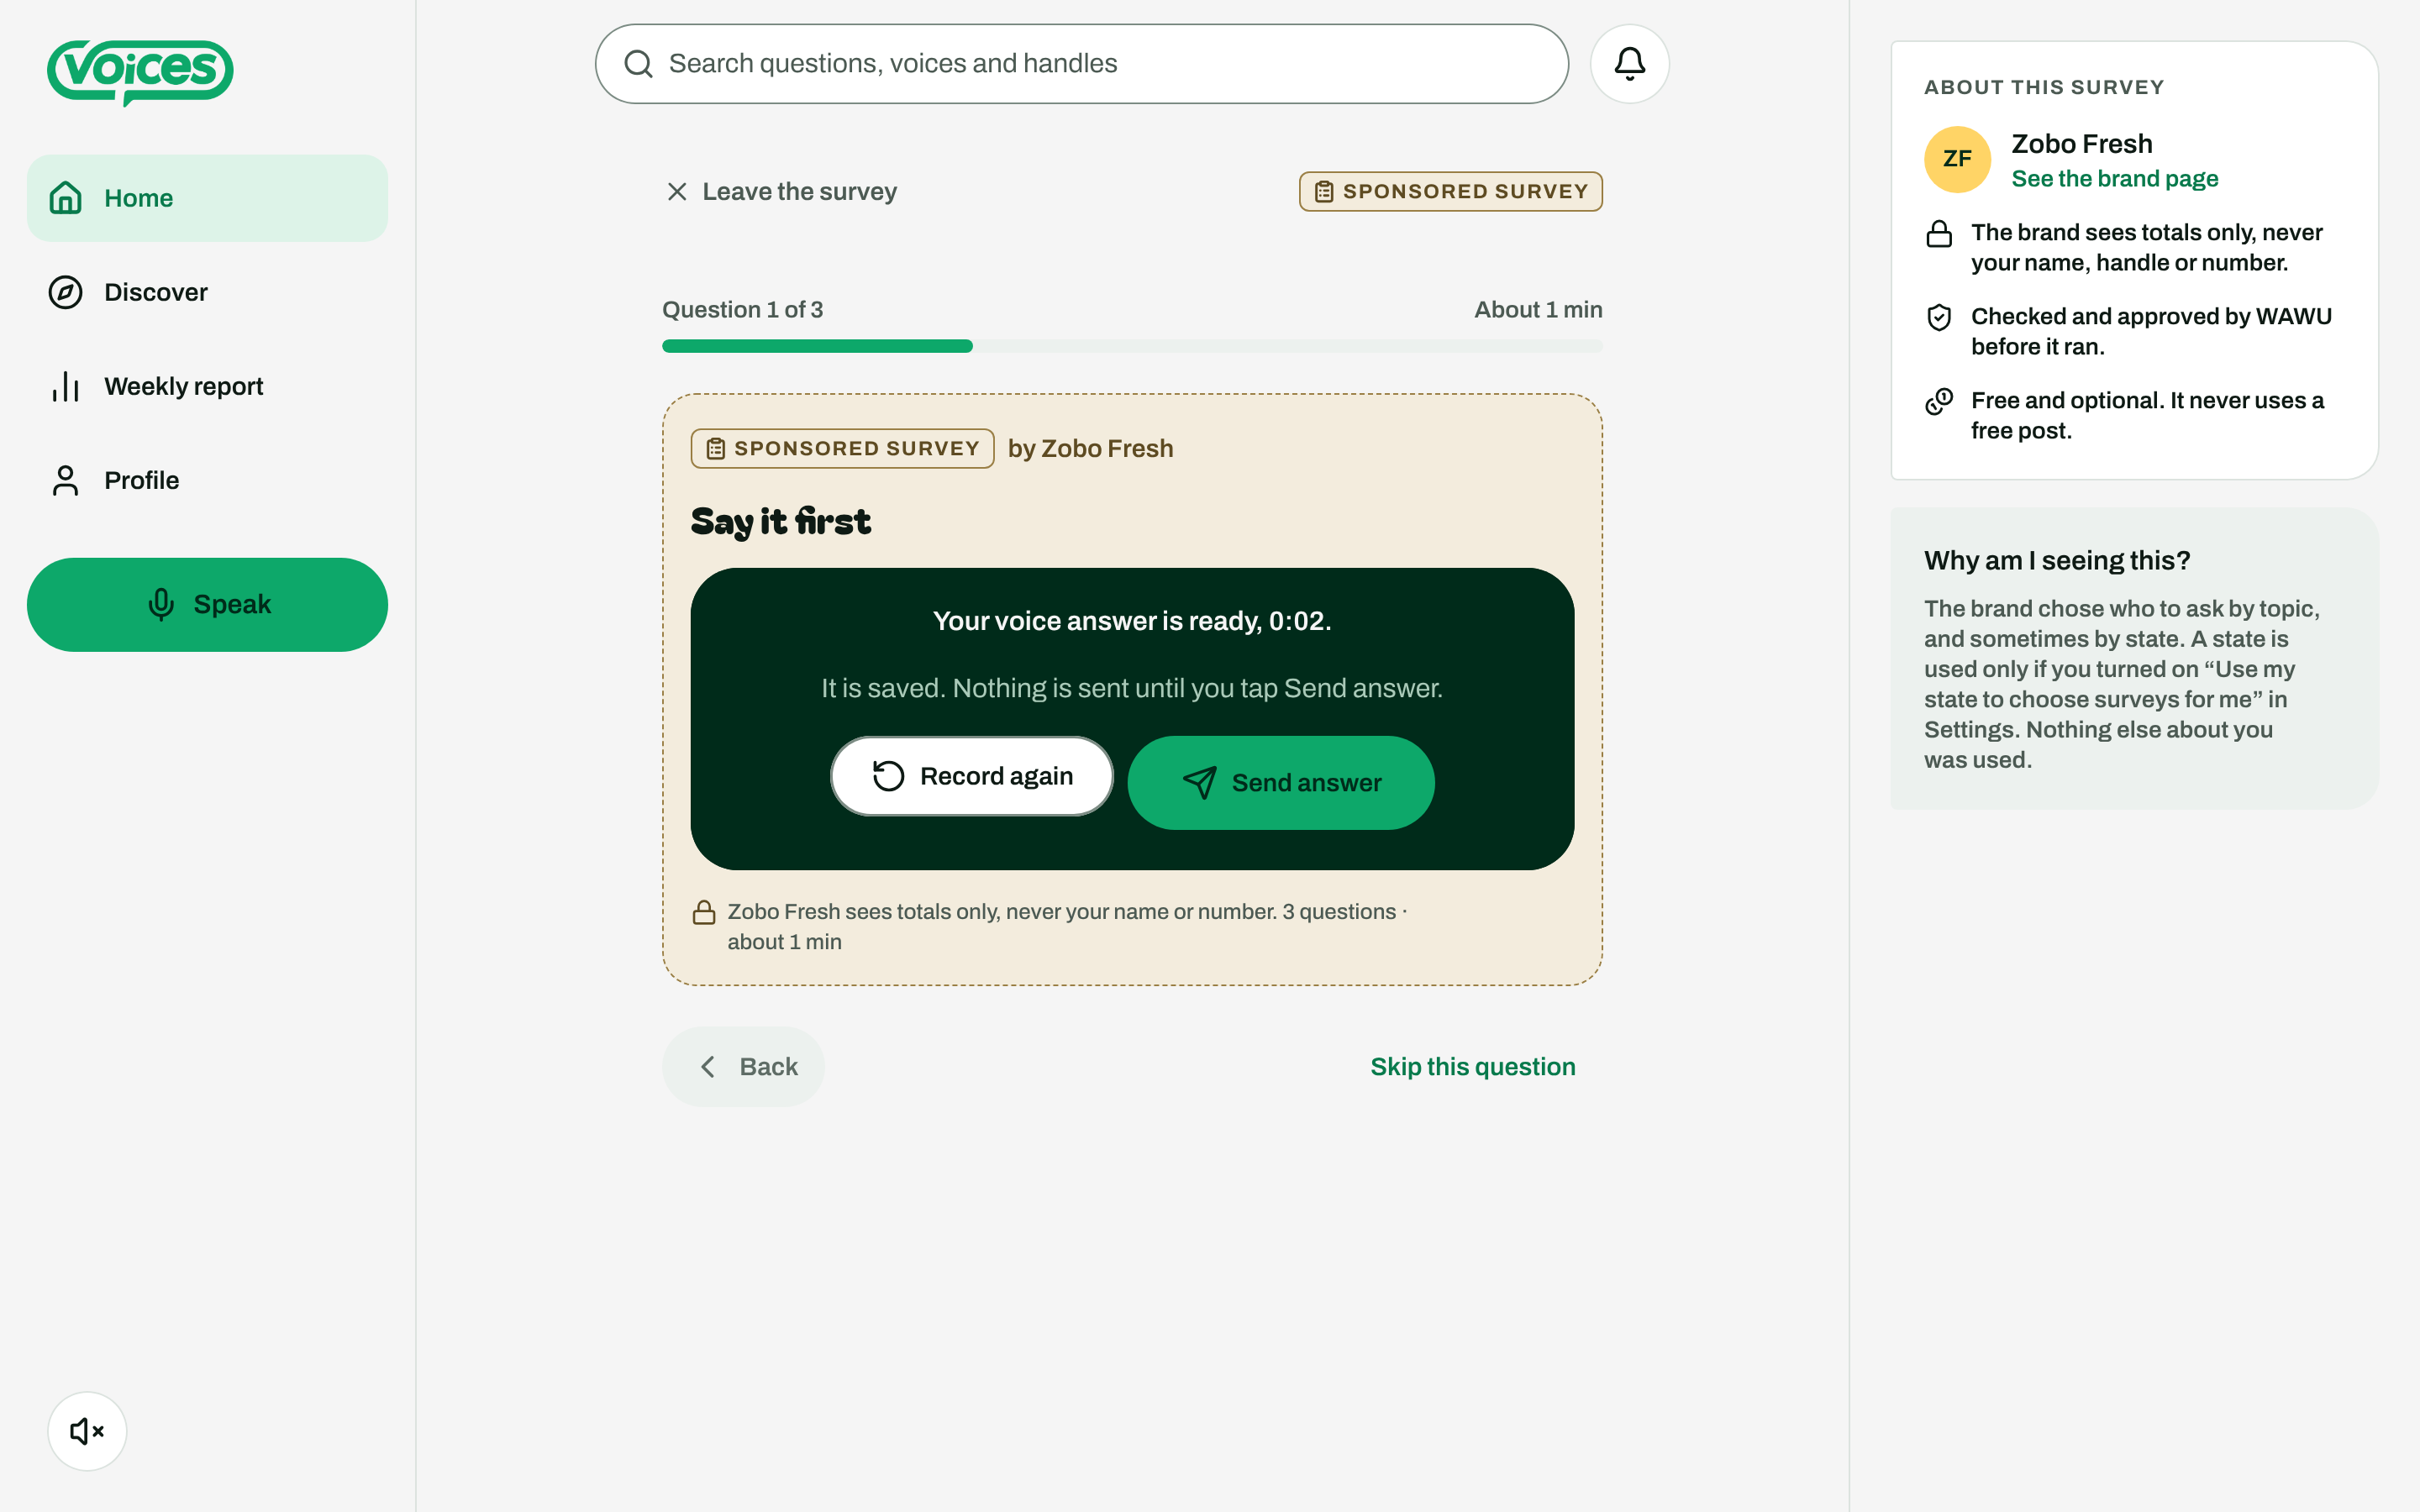 Voices
Home
Discover
Weekly report
Profile
Speak
Search questions, voices and handles
Leave the survey
SPONSORED SURVEY
Question 1 of 3
About 1 min
SPONSORED SURVEY by Zobo Fresh
Say it first
Your voice answer is ready, 0:02.
It is saved. Nothing is sent until you tap Send answer.
Record again
Send answer
Zobo Fresh sees totals only, never your name or number. 3 questions ·
about 1 min
Back
Skip this question
ABOUT THIS SURVEY
ZF
Zobo Fresh
See the brand page
The brand sees totals only, never
your name, handle or number.
Checked and approved by WAWU
before it ran.
Free and optional. It never uses a
free post.
Why am I seeing this?
The brand chose who to ask by topic,
and sometimes by state. A state is
used only if you turned on “Use my
state to choose surveys for me” in
Settings. Nothing else about you
was used.